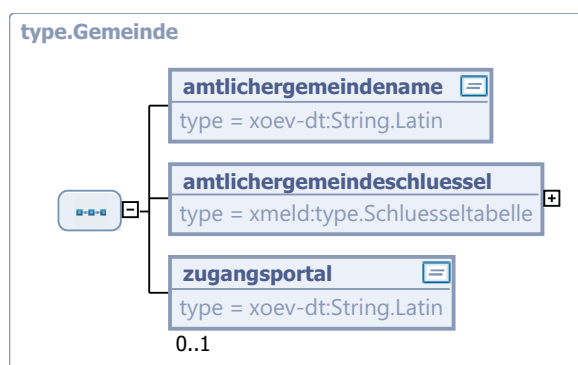 type.Gemeinde
amtlichergemeindename
type = xoev-dt:String.Latin
amtlichergemeindeschluessel
type = xmeld:type.Schluesseltabelle
zugangsportal
type = xoev-dt:String.Latin
0..1